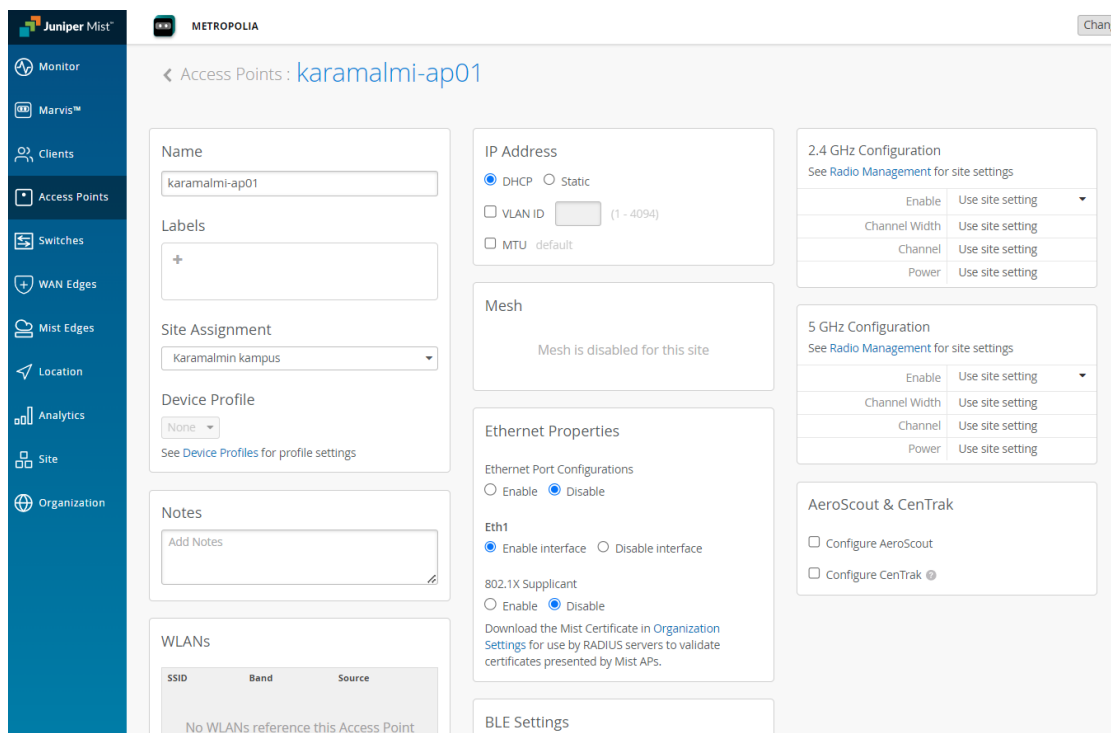 Juniper Mist™
METROPOLIA
Monitor
Marvis™
Clients
Access Points
Switches
WAN Edges
Mist Edges
Location
Analytics
Site
Organization
Access Points : karamalmi-ap01
Name
karamalmi-ap01
Labels
+
Site Assignment
Karamalmin kampus
Device Profile
None
See Device Profiles for profile settings
Notes
Add Notes
WLANs
SSID Band Source
No WLANs reference this Access Point
IP Address
DHCP Static
VLAN ID (1 - 4094)
MTU default
Mesh
Mesh is disabled for this site
Ethernet Properties
Ethernet Port Configurations
Enable Disable
Eth1
Enable interface Disable interface
802.1X Supplicant
Enable Disable
Download the Mist Certificate in Organization
Settings for use by RADIUS servers to validate
certificates presented by Mist APs.
BLE Settings
2.4 GHz Configuration
See Radio Management for site settings
Enable Use site setting
Channel Width Use site setting
Channel Use site setting
Power Use site setting
5 GHz Configuration
See Radio Management for site settings
Enable Use site setting
Channel Width Use site setting
Channel Use site setting
Power Use site setting
AeroScout & CenTrak
Configure AeroScout
Configure CenTrak